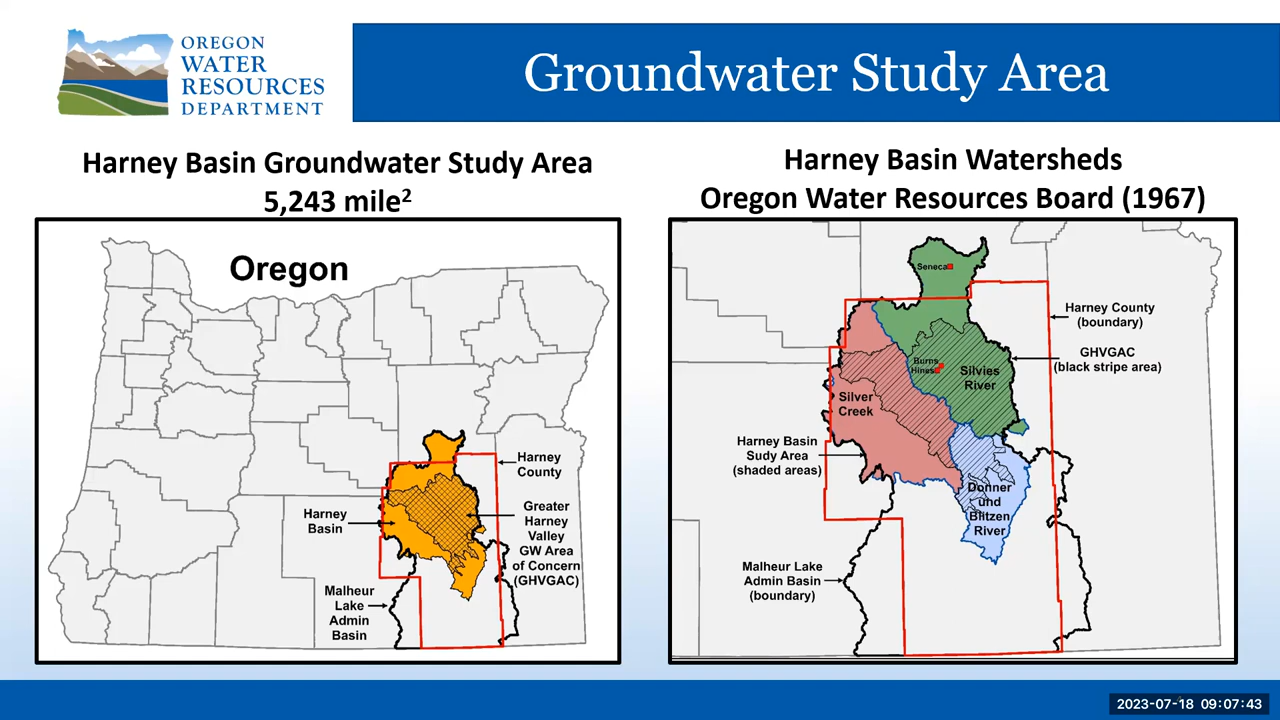 OREGON
WATER
RESOURCES
DEPARTMENT
Groundwater Study Area
Harney Basin Groundwater Study Area
5,243 mile²
Oregon
Harney
County
Harney
Basin
Greater
Harney
Valley
GW Area
of Concern
(GHVGAC)
Malheur
Lake
Admin
Basin
Harney Basin Watersheds
Oregon Water Resources Board (1967)
Seneca
Harney County
(boundary)
GHVGAC
(black stripe area)
Burns
Hines
Silvies
River
Silver
Creek
Harney Basin
Sudy Area
(shaded areas)
Donner
und
Blitzen
River
Malheur Lake
Admin Basin
(boundary)
2023-07-18 09:07:43